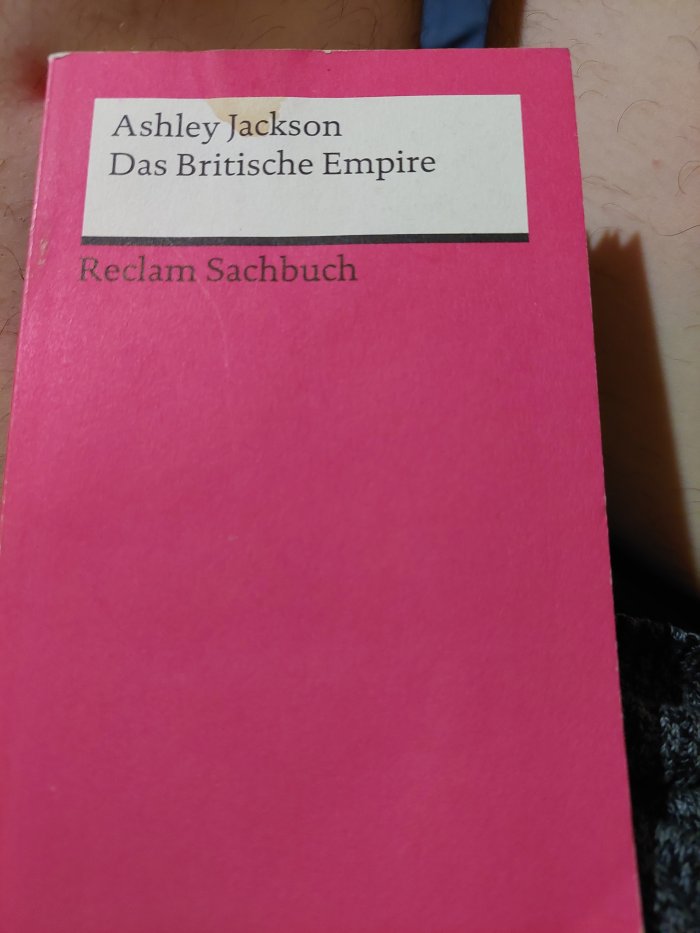 Ashley Jackson
Das Britische Empire
Reclam Sachbuch